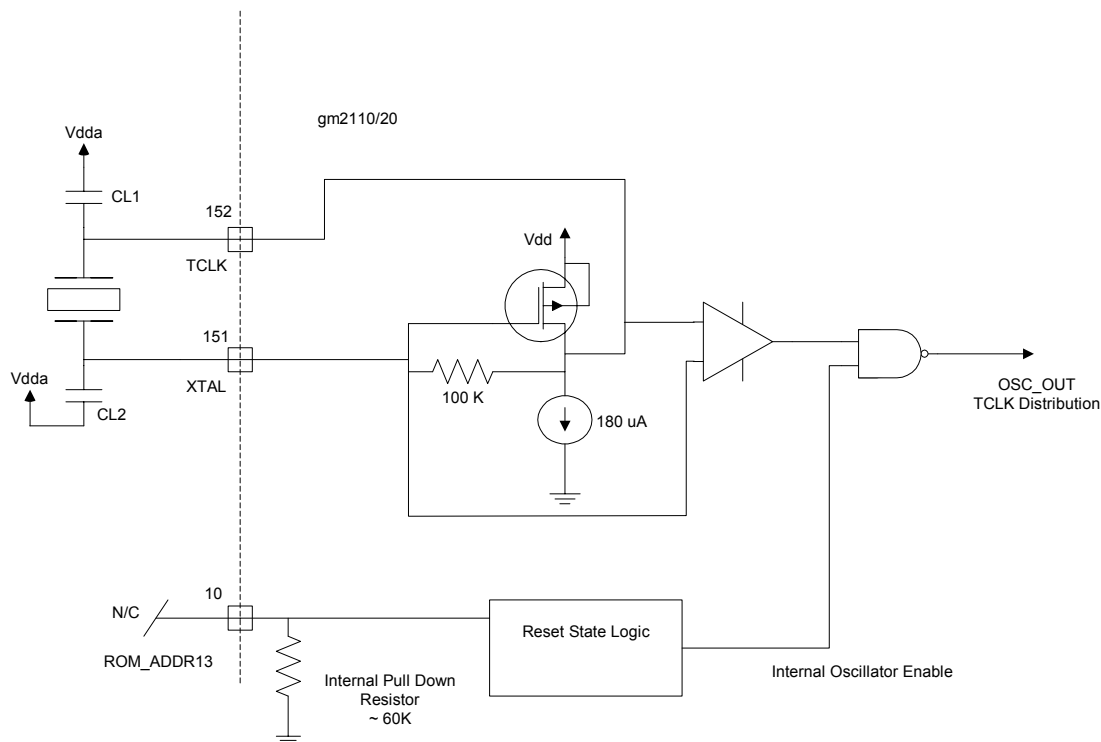 gm2110/20
Vdda
CL1
152
TCLK
Vdd
151
XTAL
Vdda
CL2
100 K
180 uA
OSC_OUT
TCLK Distribution
10
N/C
ROM_ADDR13
Reset State Logic
Internal Oscillator Enable
Internal Pull Down
Resistor
~ 60K